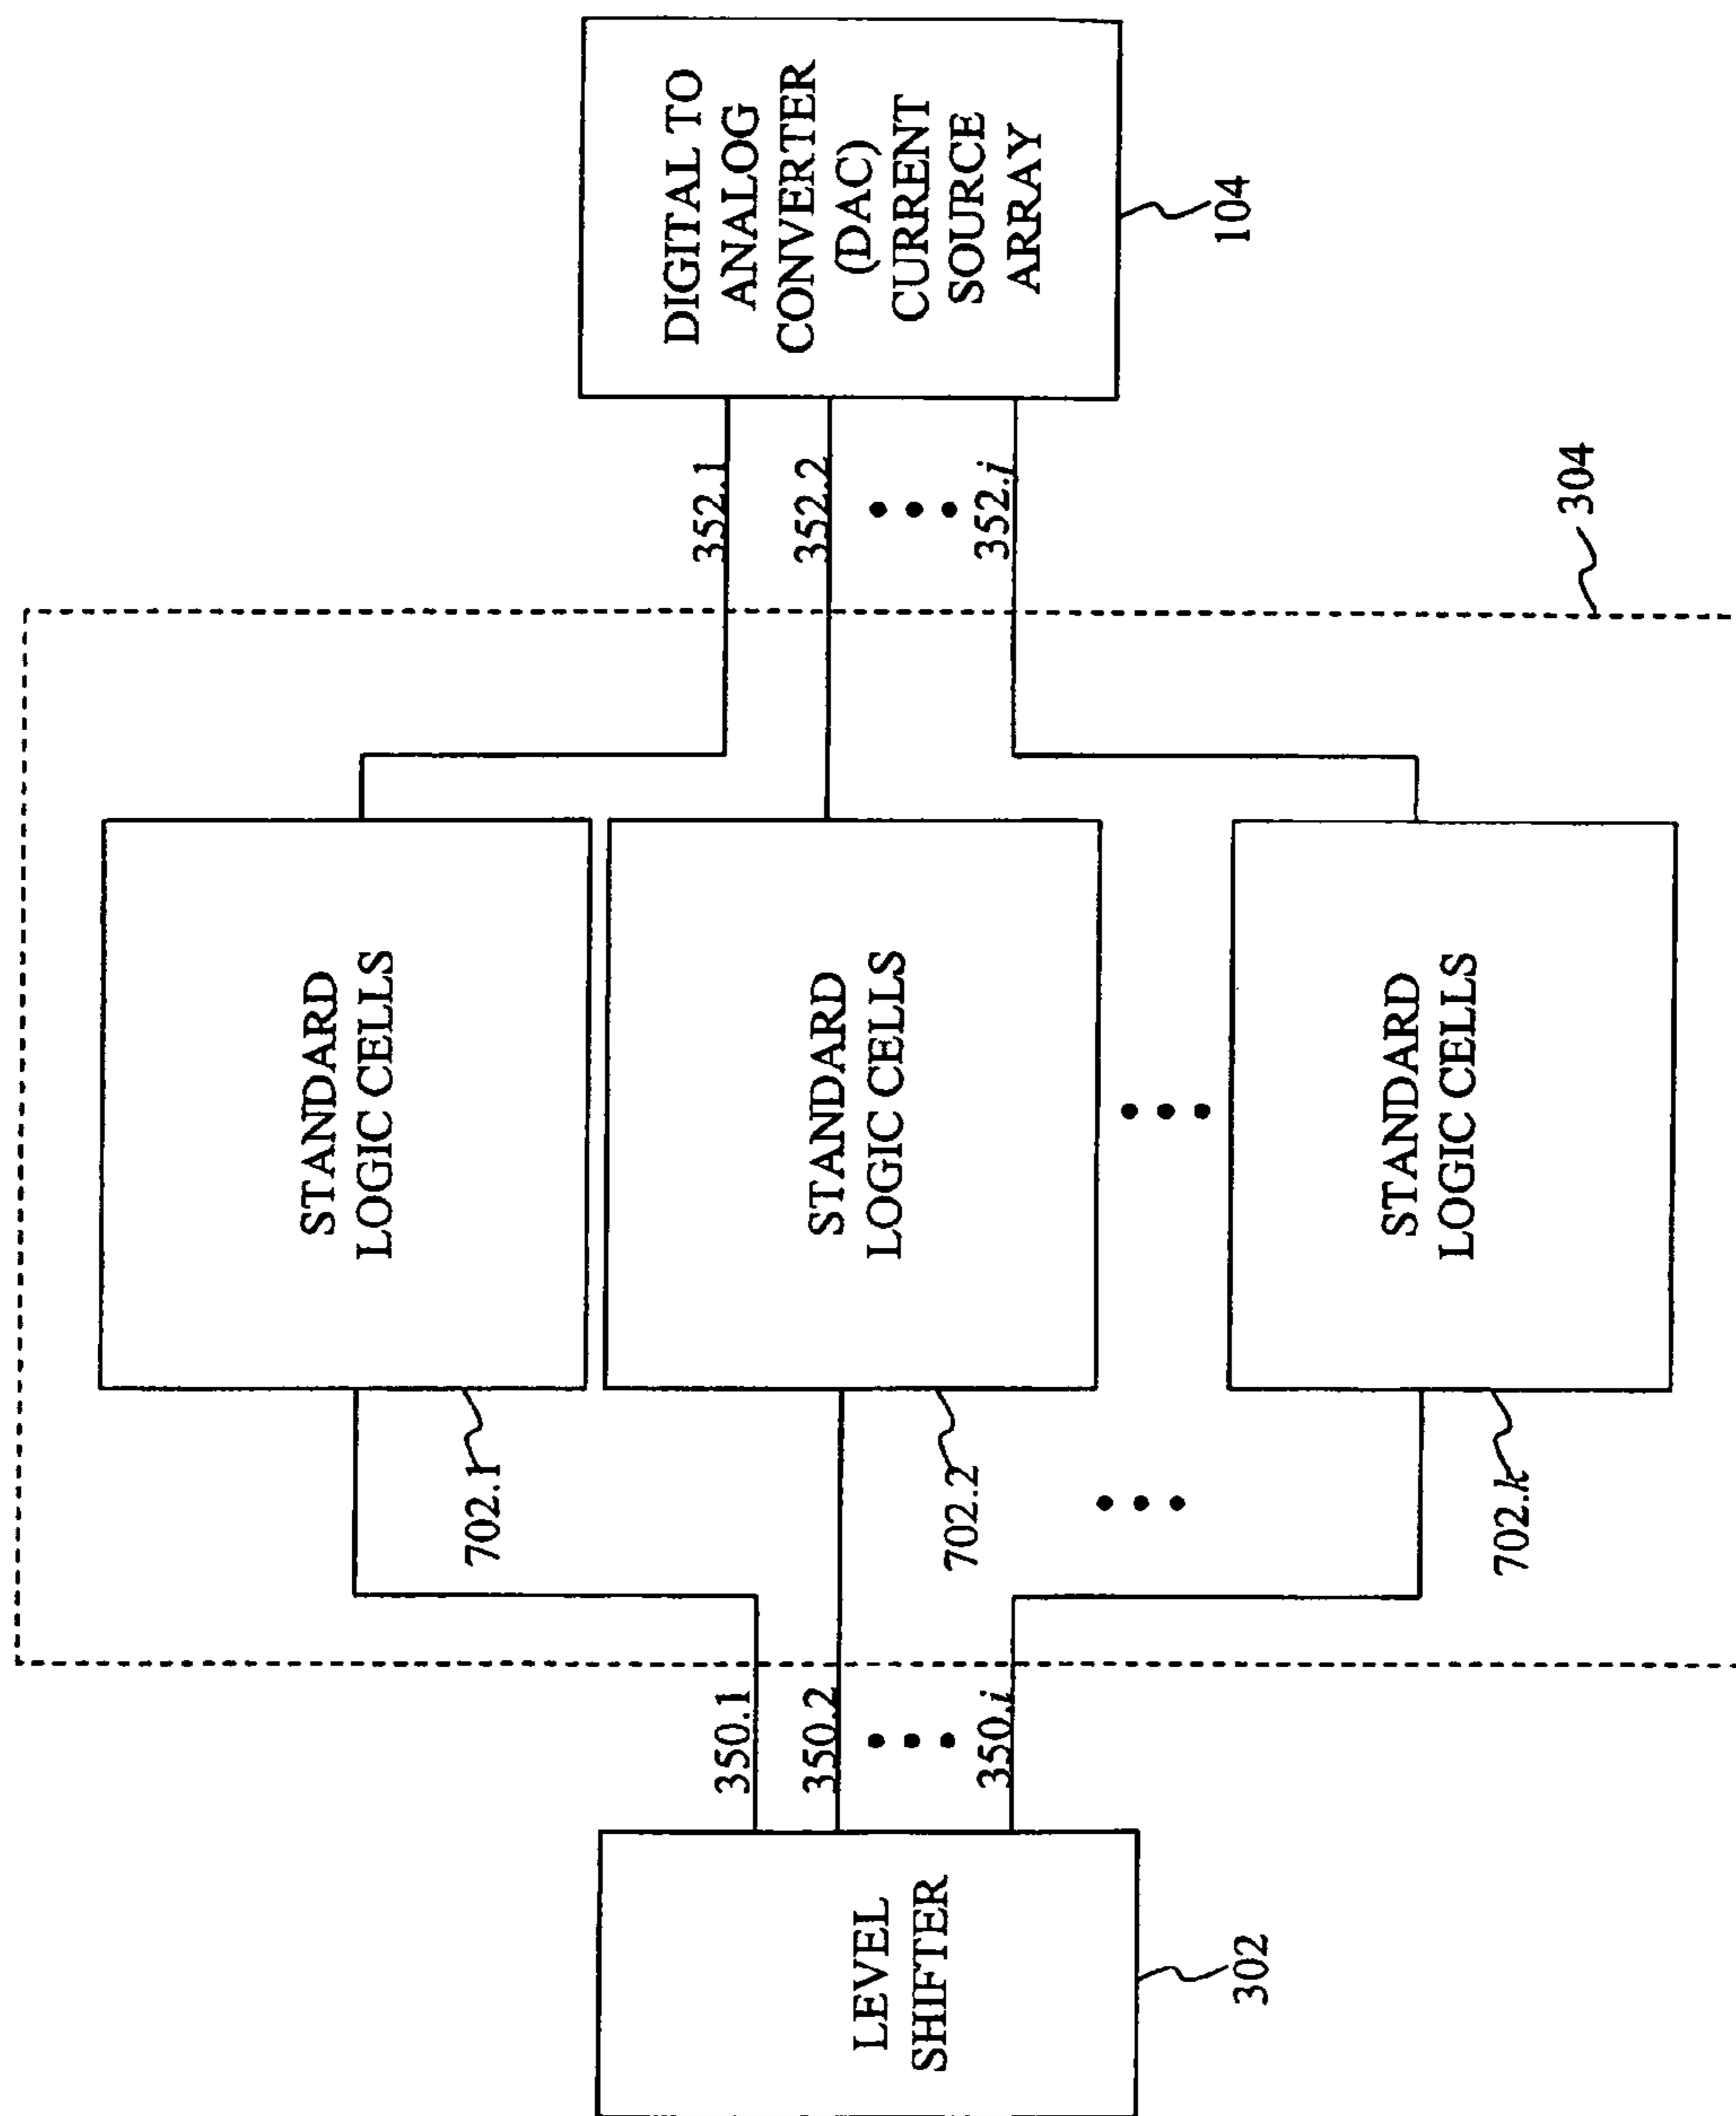 LEVEL
SHIFTER
302
350.1
350.2
350.i
702.1
702.2
702.k
STANDARD
LOGIC CELLS
STANDARD
LOGIC CELLS
STANDARD
LOGIC CELLS
304
352.1
352.2
352.i
DIGITAL TO
ANALOG
CONVERTER
(DAC)
CURRENT
SOURCE
ARRAY
104